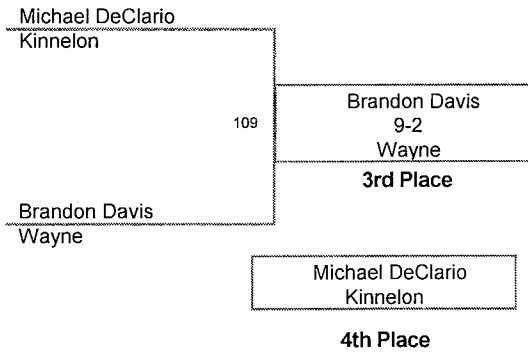 Michael DeClario
Kinnelon
109
Brandon Davis
9-2
Wayne
3rd Place
Brandon Davis
Wayne
Michael DeClario
Kinnelon
4th Place